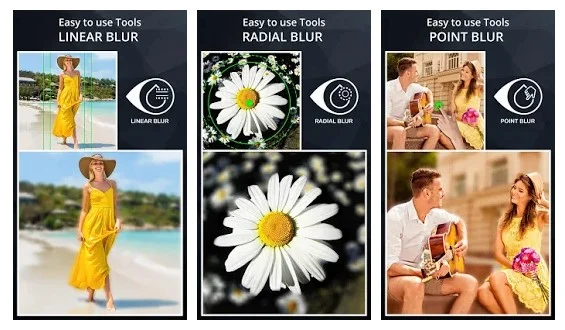 Easy to use Tools
LINEAR BLUR
LINEAR BLUR
Easy to use Tools
RADIAL BLUR
RADIAL BLUR
Easy to use Tools
POINT BLUR
POINT BLUR